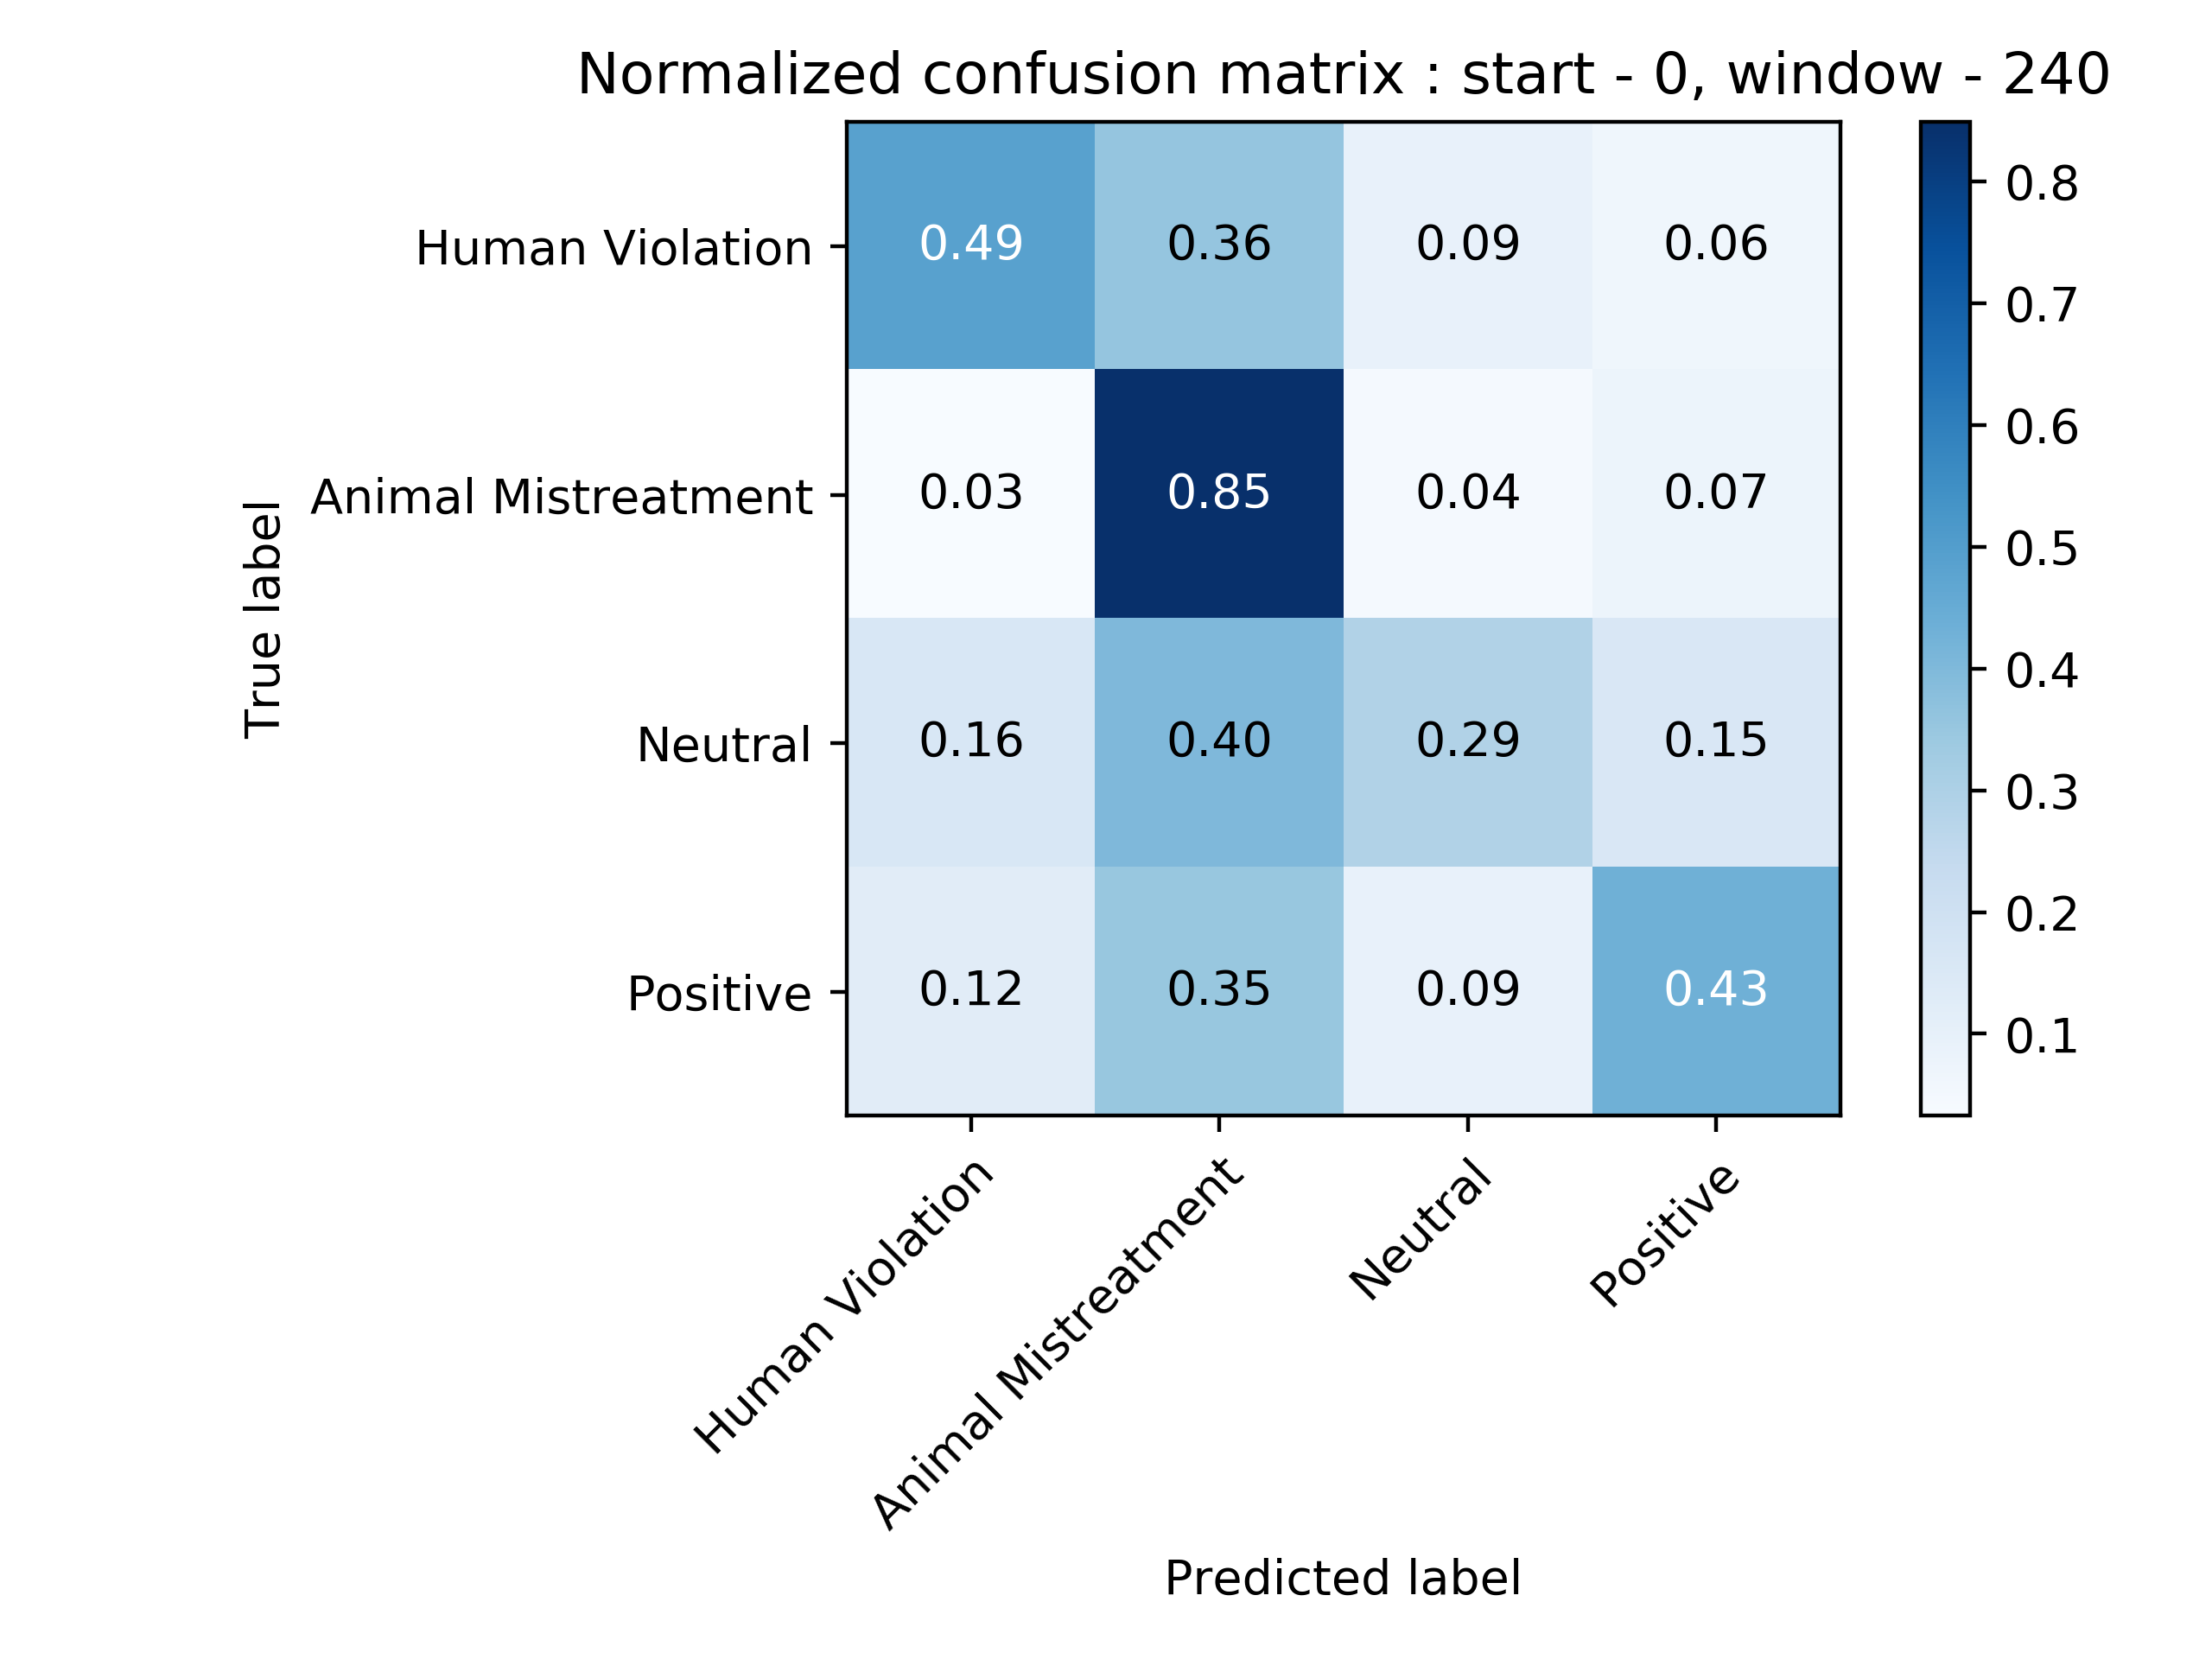 Normalized confusion matrix : start - 0, window - 240
True label
Human Violation
0.49 0.36 0.09 0.06
Animal Mistreatment
0.03 0.85 0.04 0.07
Neutral
0.16 0.40 0.29 0.15
Positive
0.12 0.35 0.09 0.43
Human Violation
Animal Mistreatment
Neutral
Positive
Predicted label
0.8
0.7
0.6
0.5
0.4
0.3
0.2
0.1